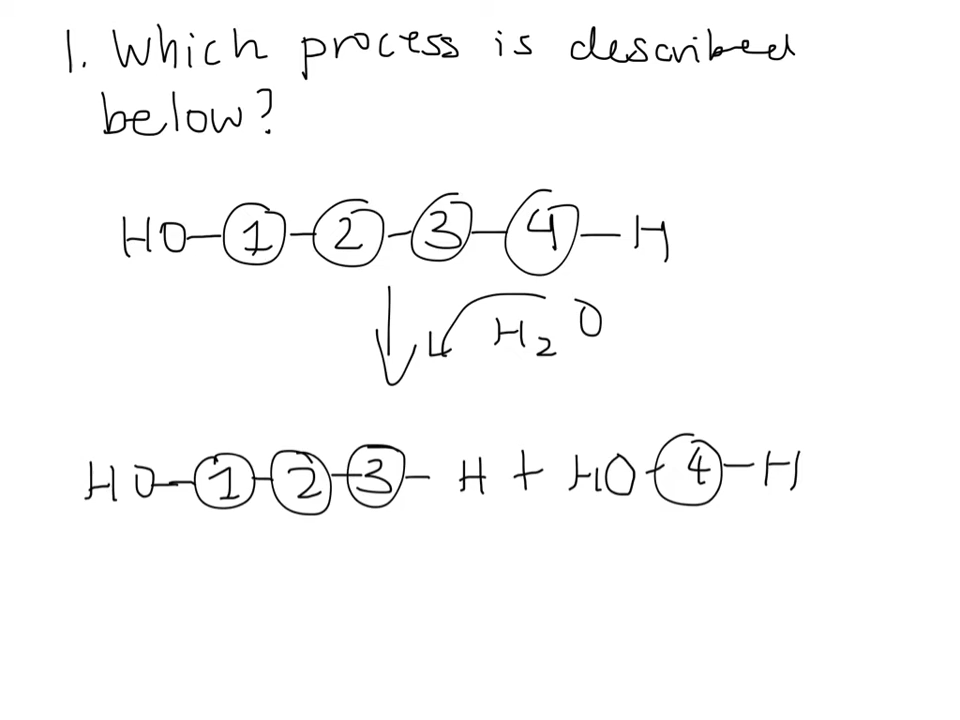 1. Which process is described
below?
HO-1-2-3-4-H
H₂O
HO-1-2-3-H + HO-4-H